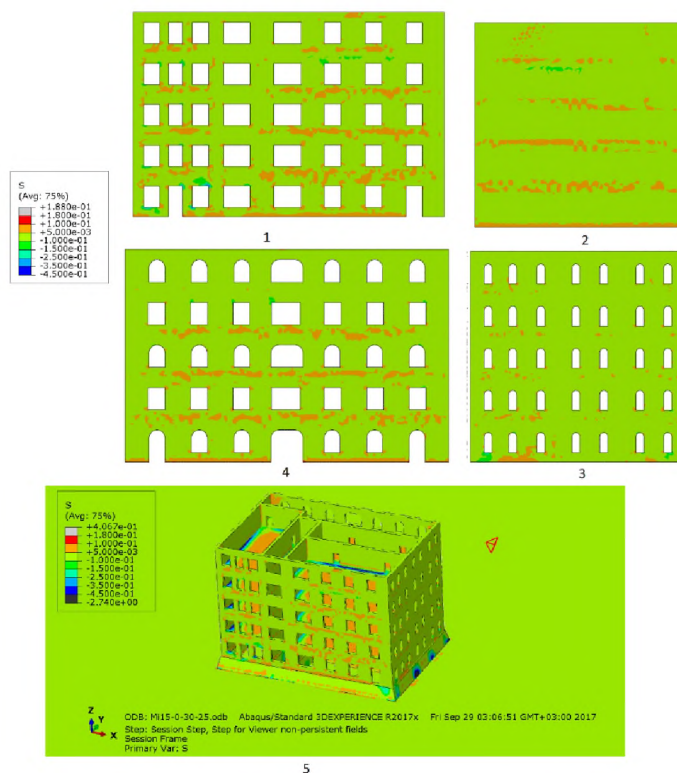 S
(Avg: 75%)
+1.880e-01
+1.800e-01
+1.000e-01
+5.000e-03
-1.000e-01
-1.500e-01
-2.500e-01
-3.500e-01
-4.500e-01
1
2
4
3
S
(Avg: 75%)
+4.067e-01
+1.800e-01
+1.000e-01
+5.000e-03
-1.000e-01
-1.500e-01
-2.500e-01
-3.500e-01
-4.500e-01
-2.740e+00
Z
Y
X
ODB: Mi15-0-30-25.odb Abaqus/Standard 3DEXPERIENCE R2017x Fri Sep 29 03:06:51 GMT+03:00 2017
Step: Session Step, Step for Viewer non-persistent fields
Session Frame
Primary Var: S
5